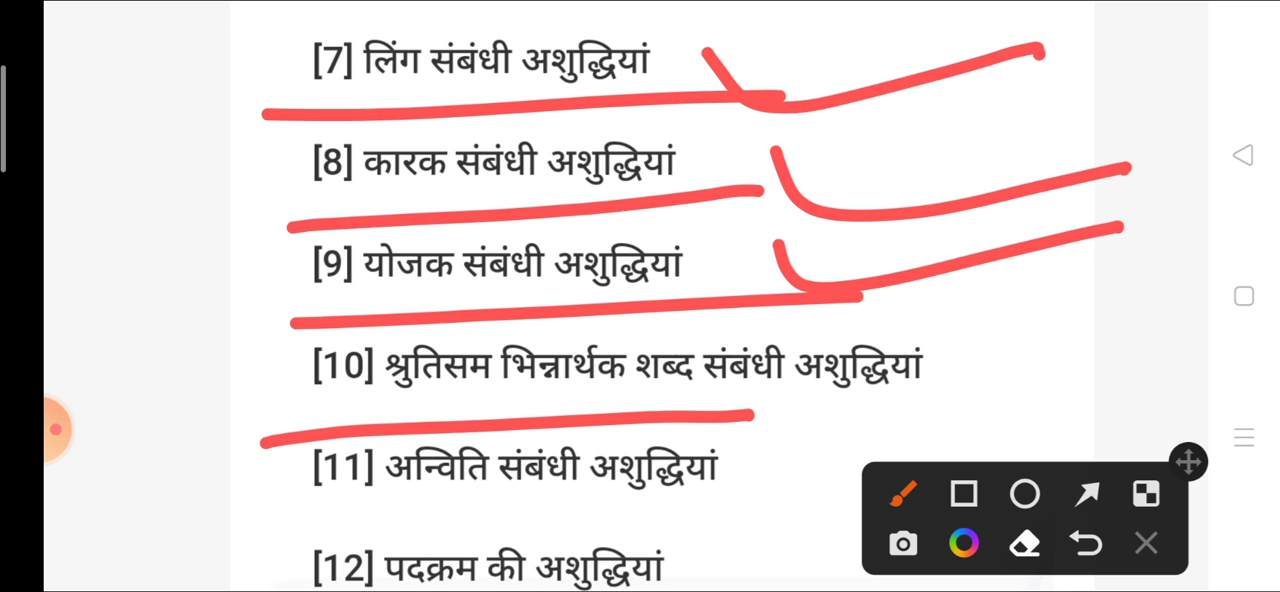 [7] लिंग संबंधी अशुद्धियां
[8] कारक संबंधी अशुद्धियां
[9] योजक संबंधी अशुद्धियां
[10] श्रुतिसम भिन्नार्थक शब्द संबंधी अशुद्धियां
[11] अन्विति संबंधी अशुद्धियां
[12] पदक्रम की अशुद्धियां